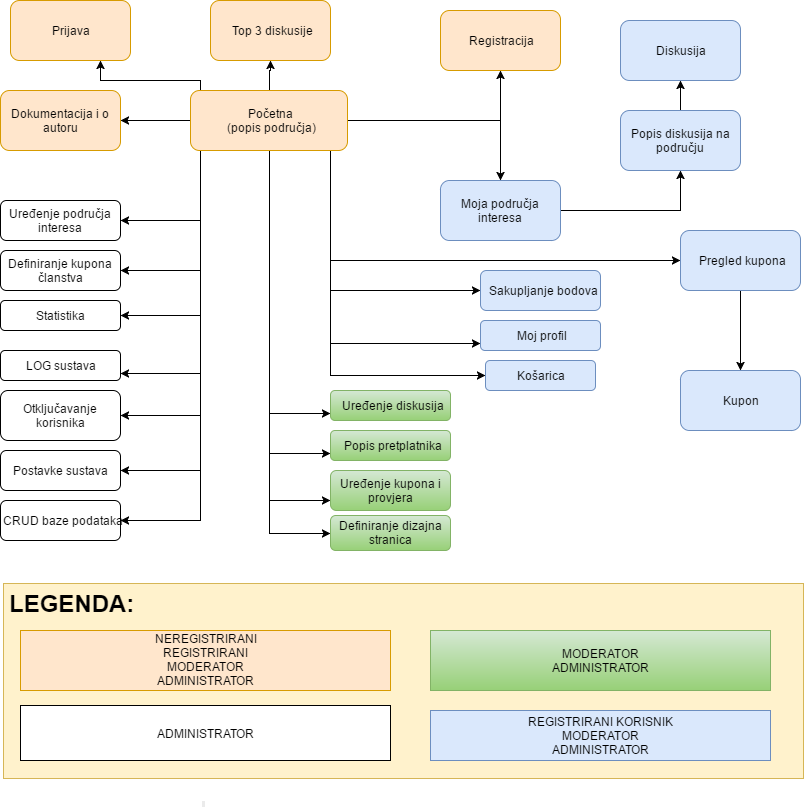 Prijava
Top 3 diskusije
Registracija
Diskusija
Dokumentacija i o
autoru
Početna
(popis područja)
Popis diskusija na
području
Moja područja
interesa
Uređenje područja
interesa
Definiranje kupona
članstva
Statistika
LOG sustava
Otključavanje
korisnika
Postavke sustava
CRUD baze podataka
Pregled kupona
Sakupljanje bodova
Moj profil
Košarica
Kupon
Uređenje diskusija
Popis pretplatnika
Uređenje kupona i
provjera
Definiranje dizajna
stranica
LEGENDA:
NEREGISTRIRANI
REGISTRIRANI
MODERATOR
ADMINISTRATOR
MODERATOR
ADMINISTRATOR
ADMINISTRATOR
REGISTRIRANI KORISNIK
MODERATOR
ADMINISTRATOR